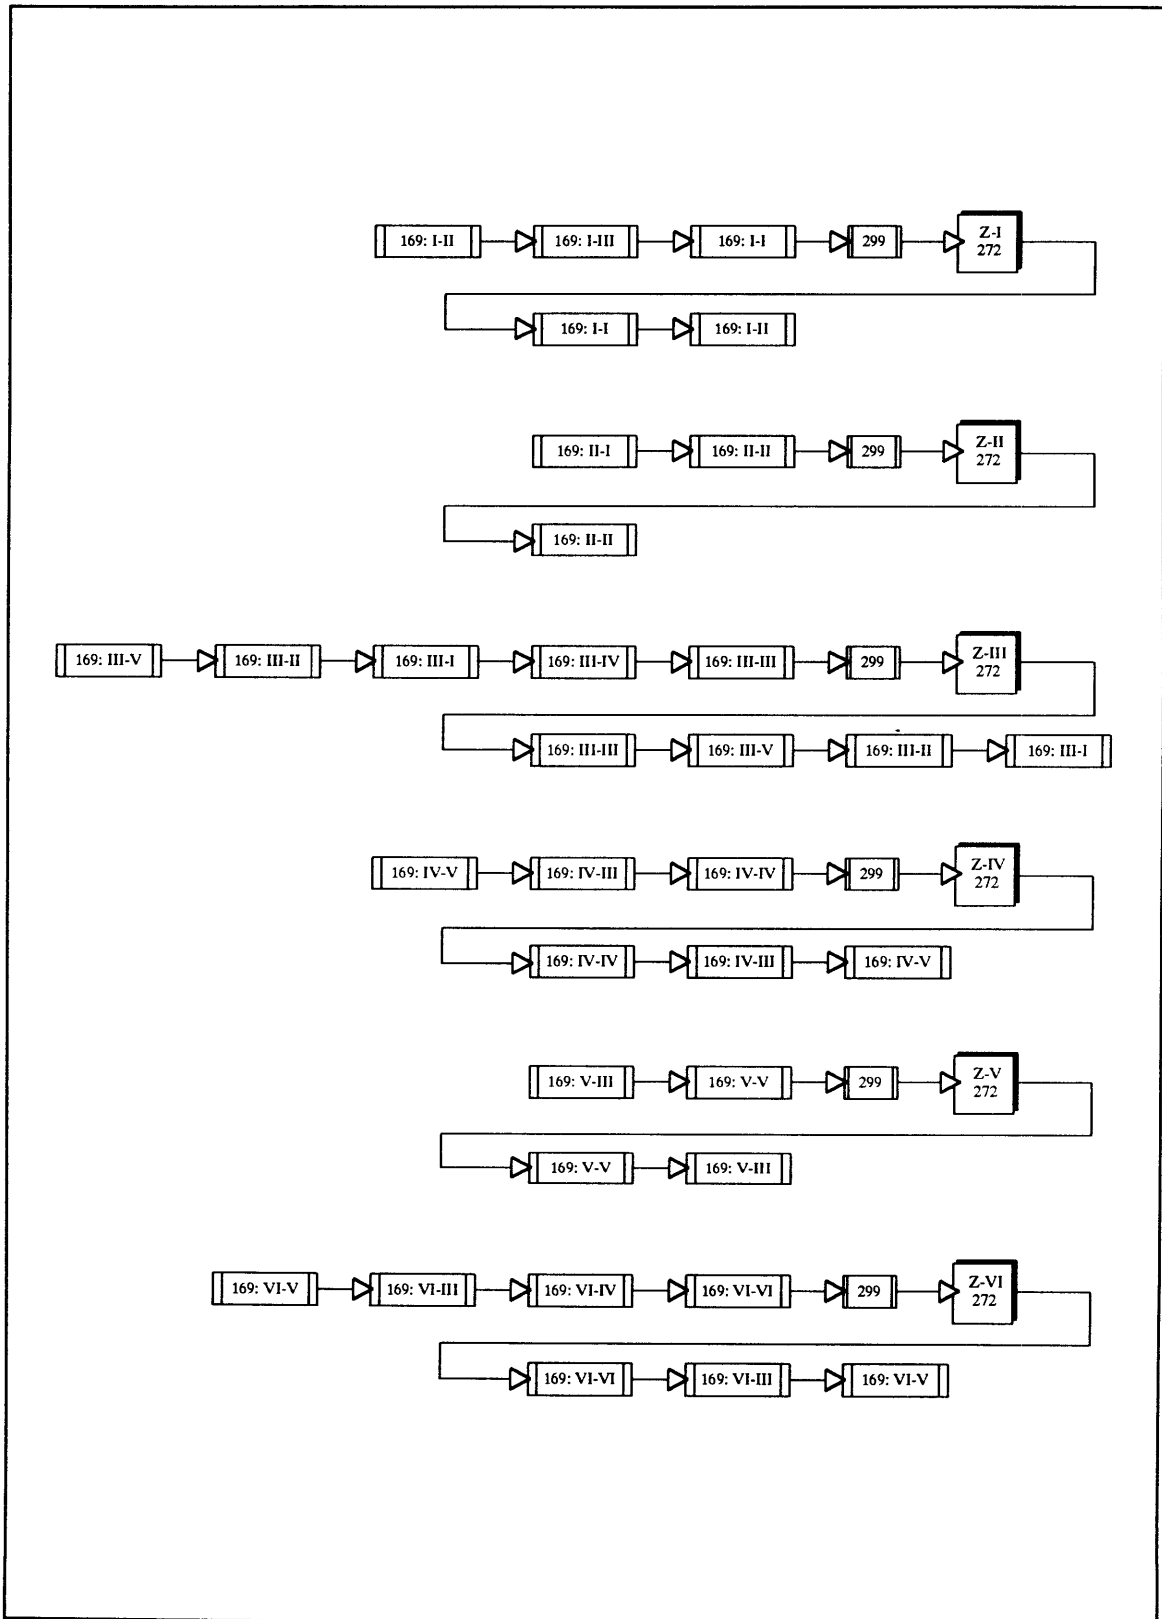 169: I-II 169: I-III 169: I-I 299 Z-I
272
169: I-I 169: I-II
169: II-I 169: II-II 299 Z-II
272
169: II-II
169: III-V 169: III-II 169: III-I 169: III-IV 169: III-III 299 Z-III
272
169: III-III 169: III-V 169: III-II 169: III-I
169: IV-V 169: IV-III 169: IV-IV 299 Z-IV
272
169: IV-IV 169: IV-III 169: IV-V
169: V-III 169: V-V 299 Z-V
272
169: V-V 169: V-III
169: VI-V 169: VI-III 169: VI-IV 169: VI-VI 299 Z-VI
272
169: VI-VI 169: VI-III 169: VI-V